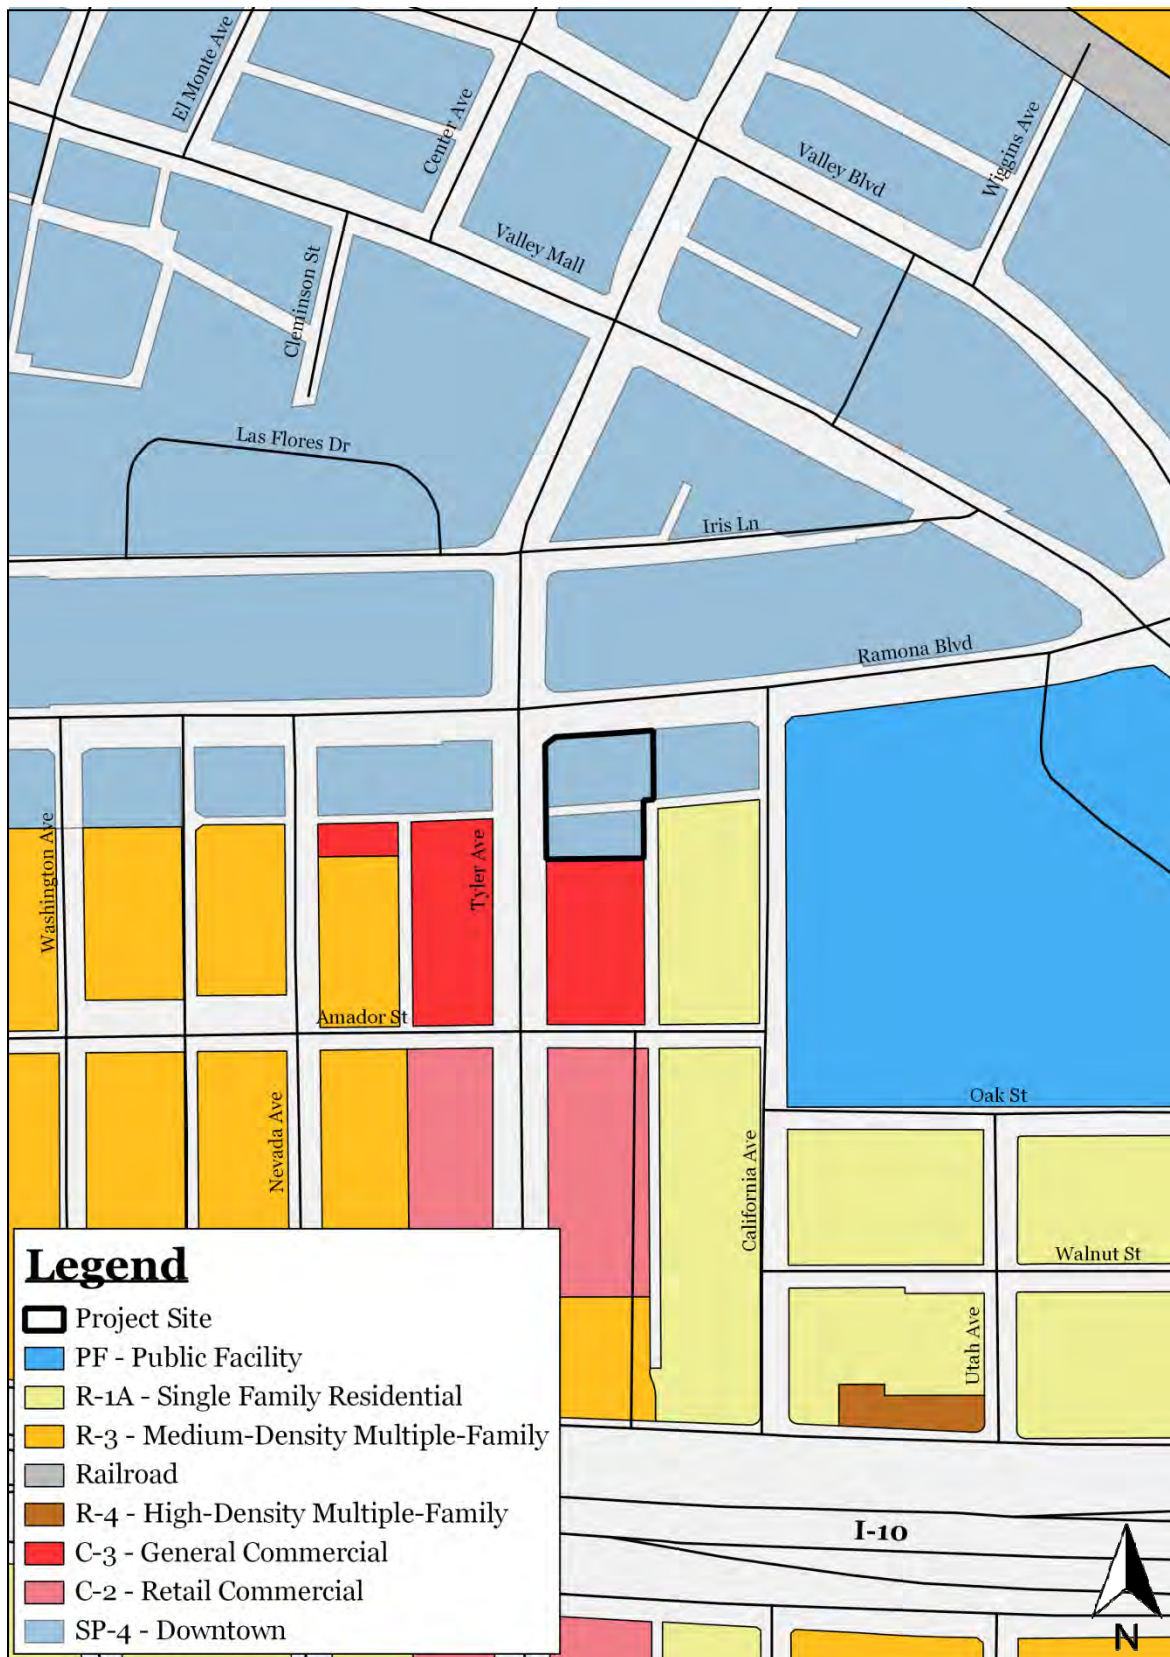 El Monte Ave
Center Ave
Valley Blvd
Wiggins Ave
Valley Mall
Cleminson St
Las Flores Dr
Iris Ln
Ramona Blvd
Washington Ave
Tyler Ave
Amador St
Nevada Ave
Oak St
California Ave
Walnut St
Utah Ave
I-10
N
Legend
Project Site
PF - Public Facility
R-1A - Single Family Residential
R-3 - Medium-Density Multiple-Family
Railroad
R-4 - High-Density Multiple-Family
C-3 - General Commercial
C-2 - Retail Commercial
SP-4 - Downtown